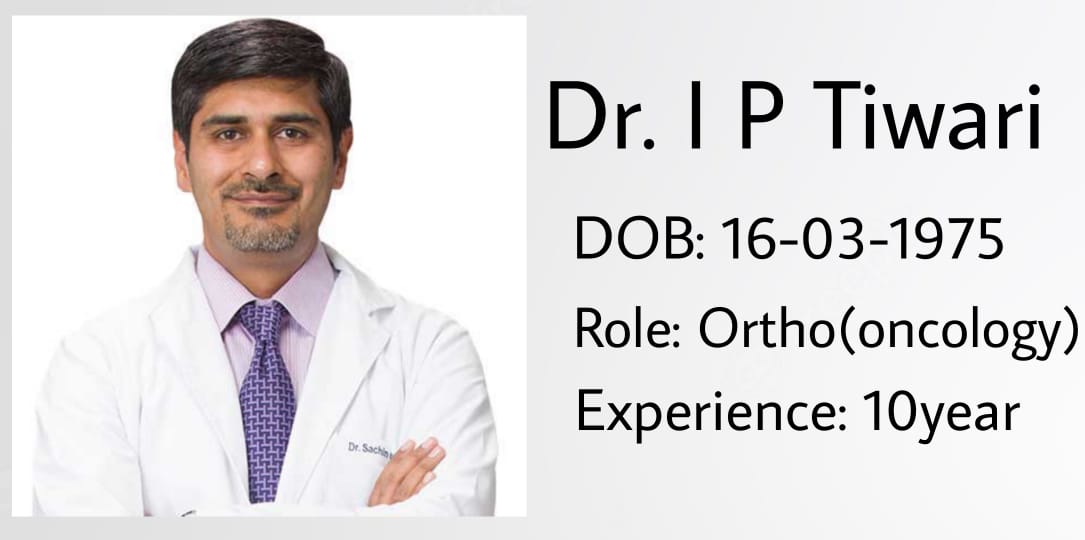 Dr. I P Tiwari
DOB: 16-03-1975
Role: Ortho(oncology)
Experience: 10year
Dr. Sachin